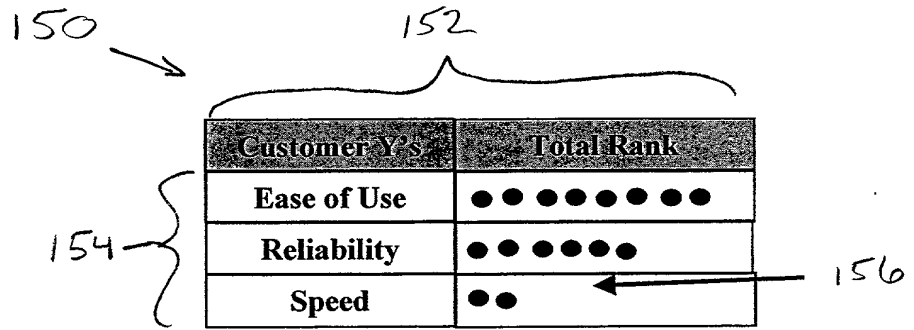 150
152
Customer Y's Total Rank
Ease of Use
Reliability
154
156
Speed